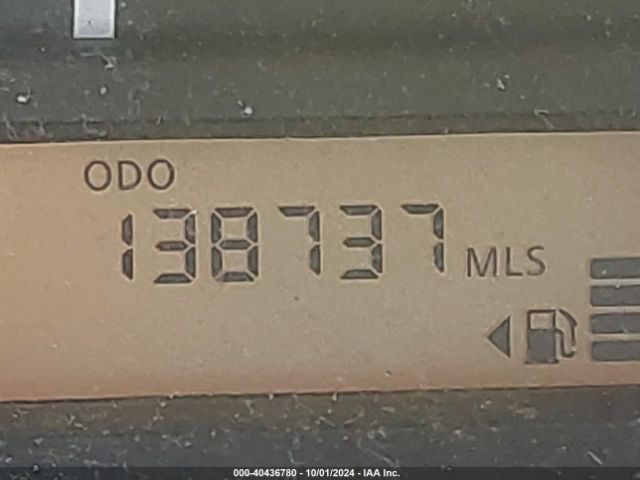 ODO
138737 MLS
000-40436780 - 10/01/2024 - IAA Inc.